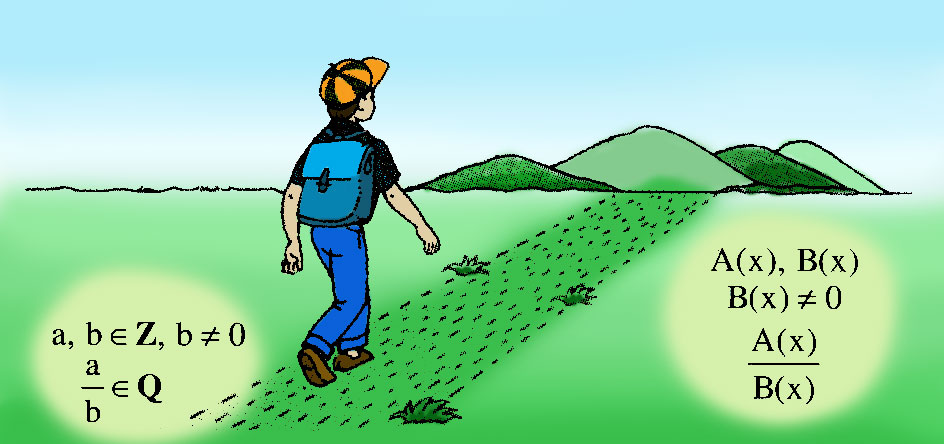 a, b ∈ Z, b ≠ 0
a/b ∈ Q
A(x), B(x)
B(x) ≠ 0
A(x)
B(x)